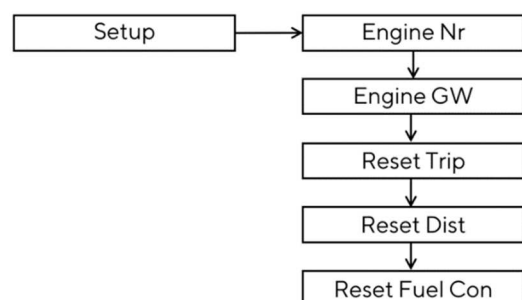 Setup
Engine Nr
Engine GW
Reset Trip
Reset Dist
Reset Fuel Con